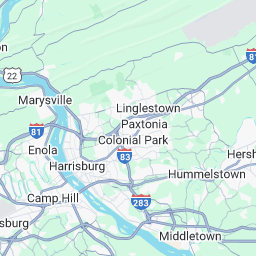 81
22
Marysville
Linglestown
Paxtonia
81
Colonial Park
Enola
83
Harrisburg
Hummelstown
Camp Hill
283
Middletown